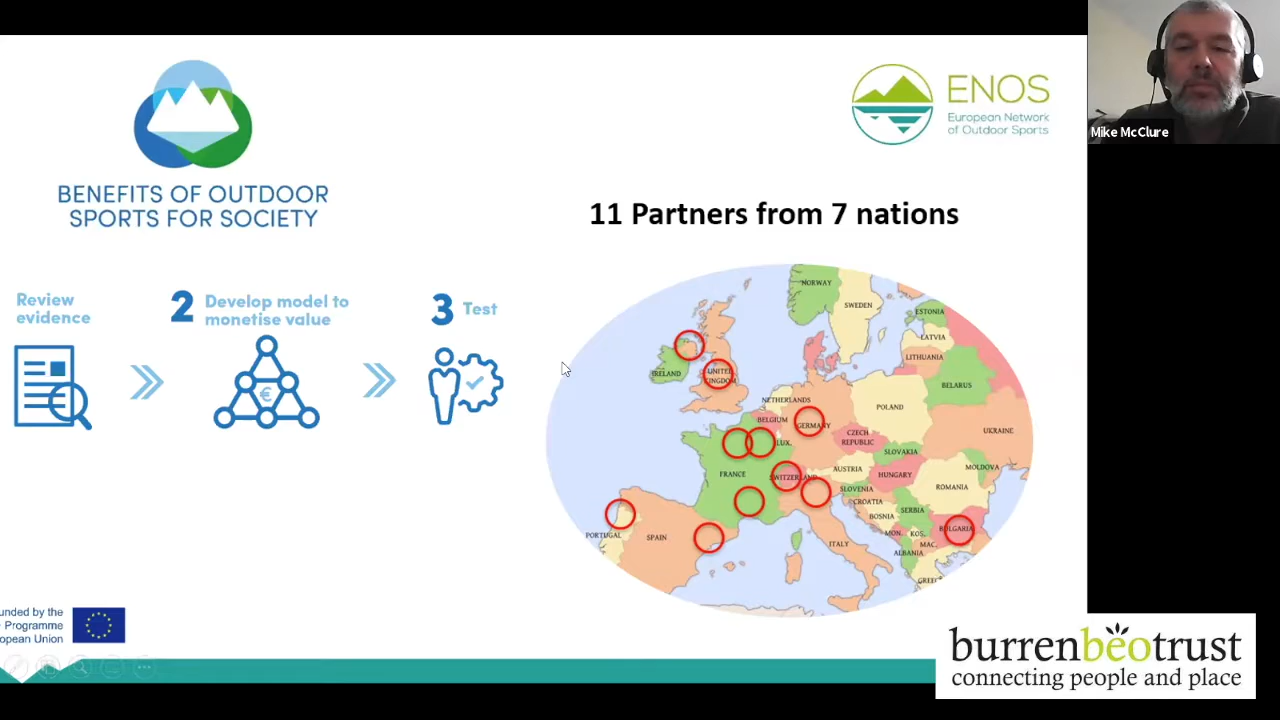 BENEFITS OF OUTDOOR
SPORTS FOR SOCIETY
ENOS
European Network
of Outdoor Sports
Mike McClure
11 Partners from 7 nations
Review
evidence
2
Develop model to
monetise value
€
3
Test
NORWAY
SWEDEN
ESTONIA
LATVIA
LITHUANIA
IRELAND
UNITED
KINGDOM
BELARUS
NETHERLANDS
POLAND
BELGIUM
GERMANY
UKRAINE
CZECH
REPUBLIC
LUX.
SLOVAKIA
MOLDOVA
FRANCE
SWITZERLAND
AUSTRIA
HUNGARY
SLOVENIA
ROMANIA
CROATIA
BOSNIA
SERBIA
PORTUGAL
SPAIN
ITALY
MON.
KOS.
BULGARIA
MAC.
ALBANIA
GREE
unded by the
Programme
opean Union
burrenbeotrust
connecting people and place